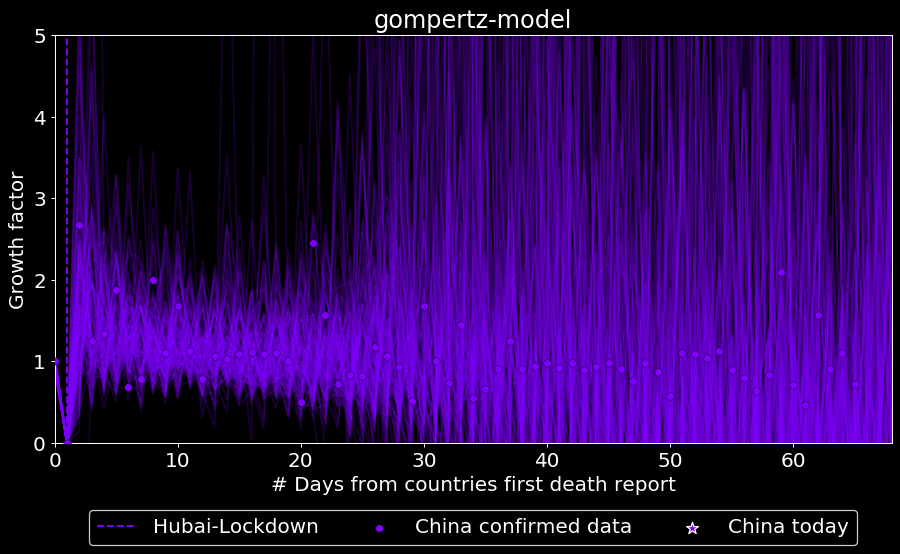 gompertz-model
5
4
3
2
1
0
Growth factor
0 10 20 30 40 50 60
# Days from countries first death report
Hubai-Lockdown China confirmed data China today